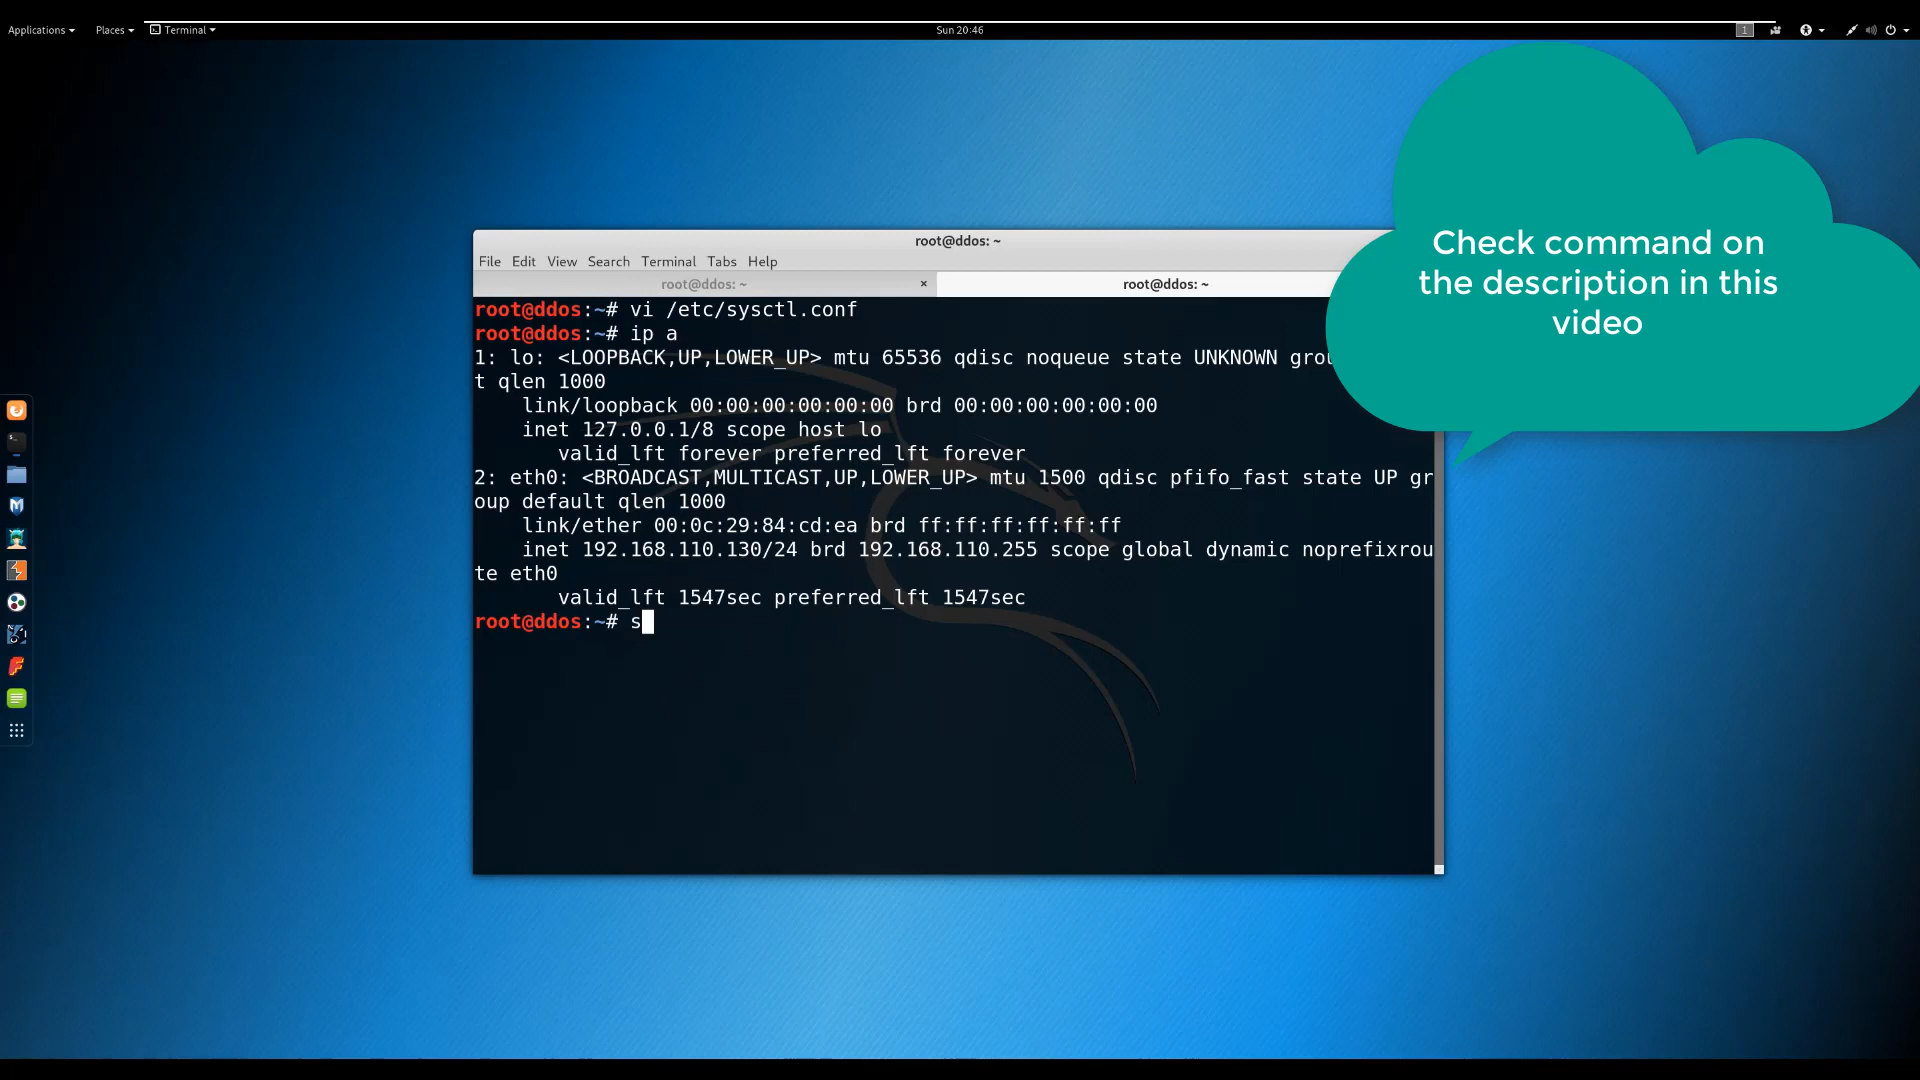 Applications Places Terminal Sun 20:46 1
root@ddos: ~
File Edit View Search Terminal Tabs Help
root@ddos: ~ × root@ddos: ~
root@ddos:~# vi /etc/sysctl.conf
root@ddos:~# ip a
1: lo: <LOOPBACK,UP,LOWER_UP> mtu 65536 qdisc noqueue state UNKNOWN
t qlen 1000
link/loopback 00:00:00:00:00:00 brd 00:00:00:00:00:00
inet 127.0.0.1/8 scope host lo
valid_lft forever preferred_lft forever
2: eth0: <BROADCAST,MULTICAST,UP,LOWER_UP> mtu 1500 qdisc pfifo_fast state UP gr
oup default qlen 1000
link/ether 00:0c:29:84:cd:ea brd ff:ff:ff:ff:ff:ff
inet 192.168.110.130/24 brd 192.168.110.255 scope global dynamic noprefixrou
te eth0
valid_lft 1547sec preferred_lft 1547sec
root@ddos:~# s
Check command on
the description in this
video